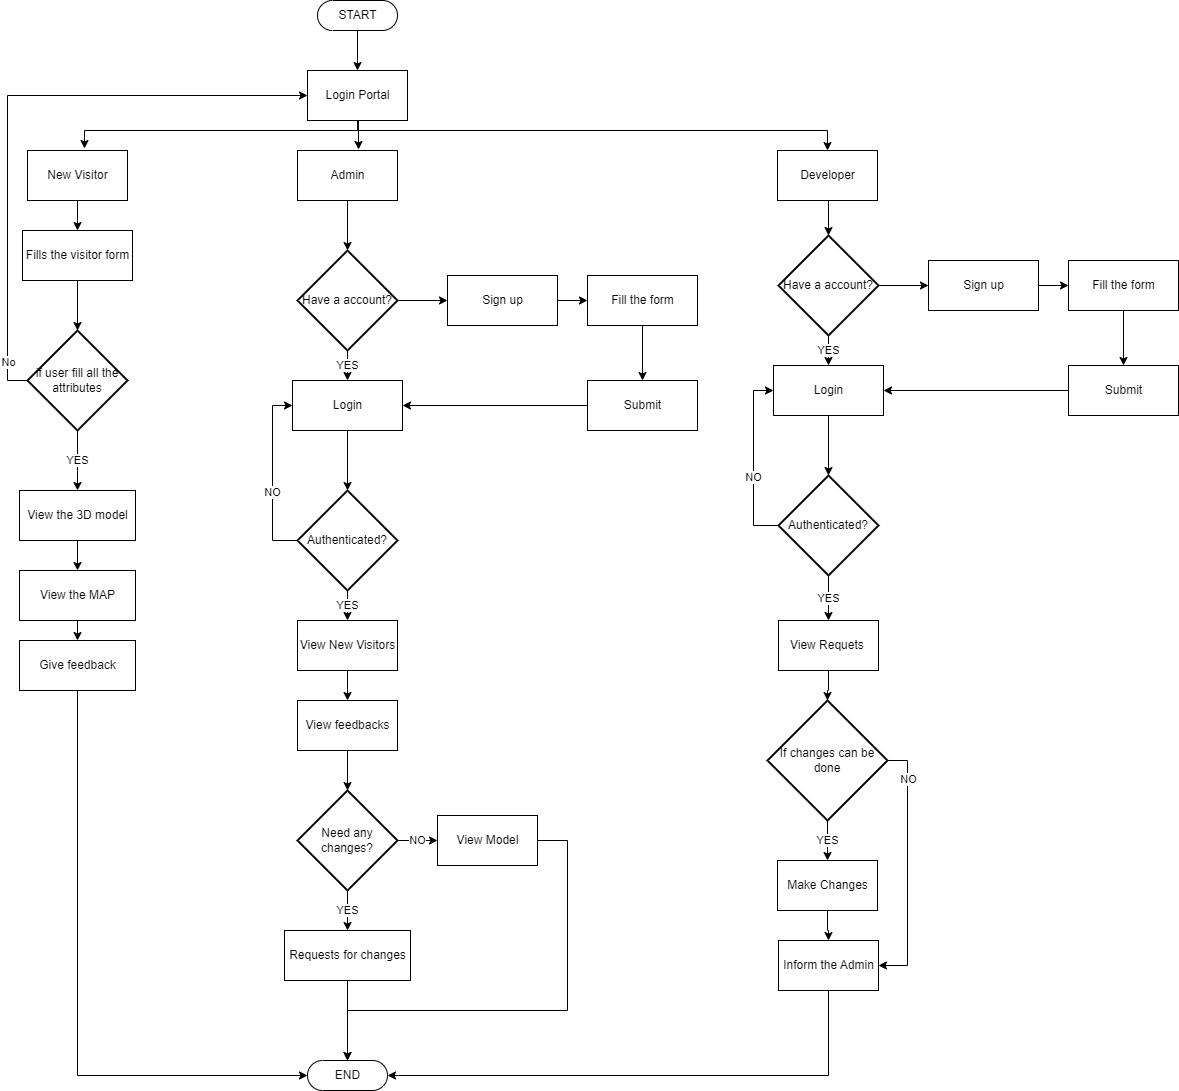 START
Login Portal
New Visitor
Admin
Developer
Fills the visitor form
Have a account?
Sign up
Fill the form
Have a account?
Sign up
Fill the form
YES
YES
No
If user fill all the
attributes
Login
Submit
Login
Submit
YES
NO
NO
View the 3D model
Authenticated?
Authenticated?
View the MAP
YES
YES
Give feedback
View New Visitors
View Requets
View feedbacks
If changes can be
done
NO
Need any
changes?
NO
View Model
YES
YES
Make Changes
Requests for changes
Inform the Admin
END